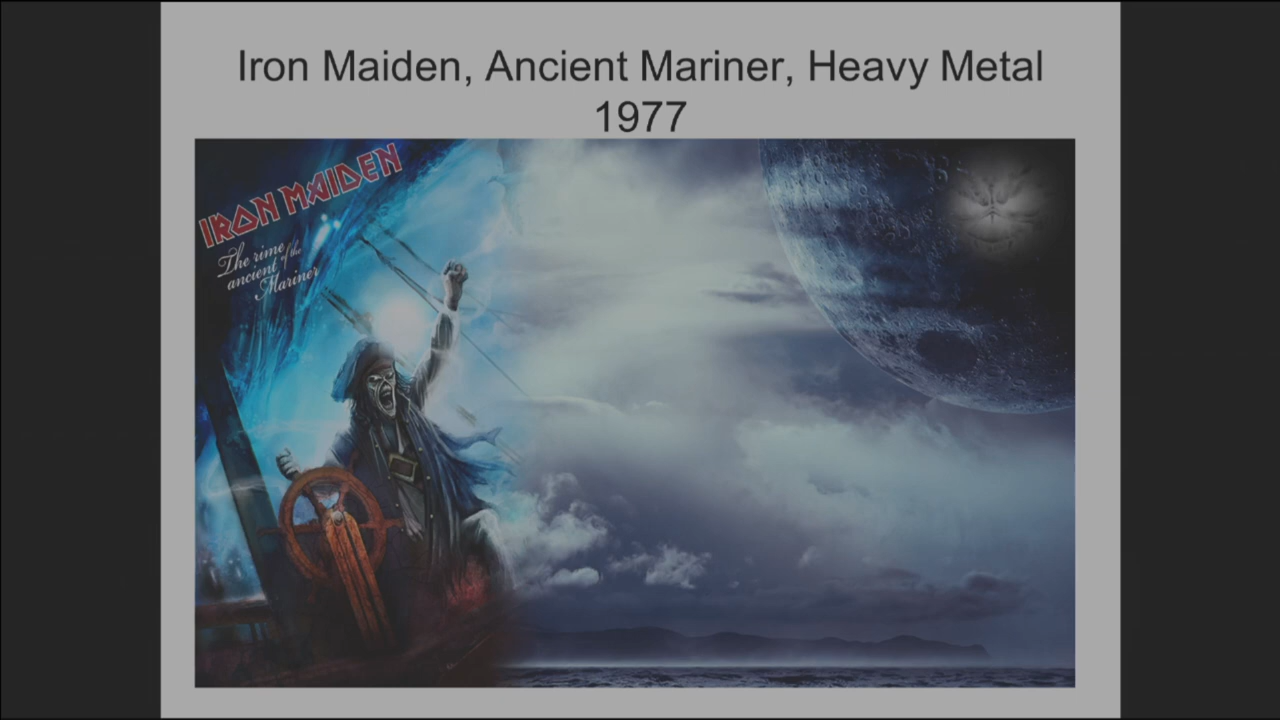 Iron Maiden, Ancient Mariner, Heavy Metal
1977
IRON MAIDEN
The rime of the
ancient
Mariner